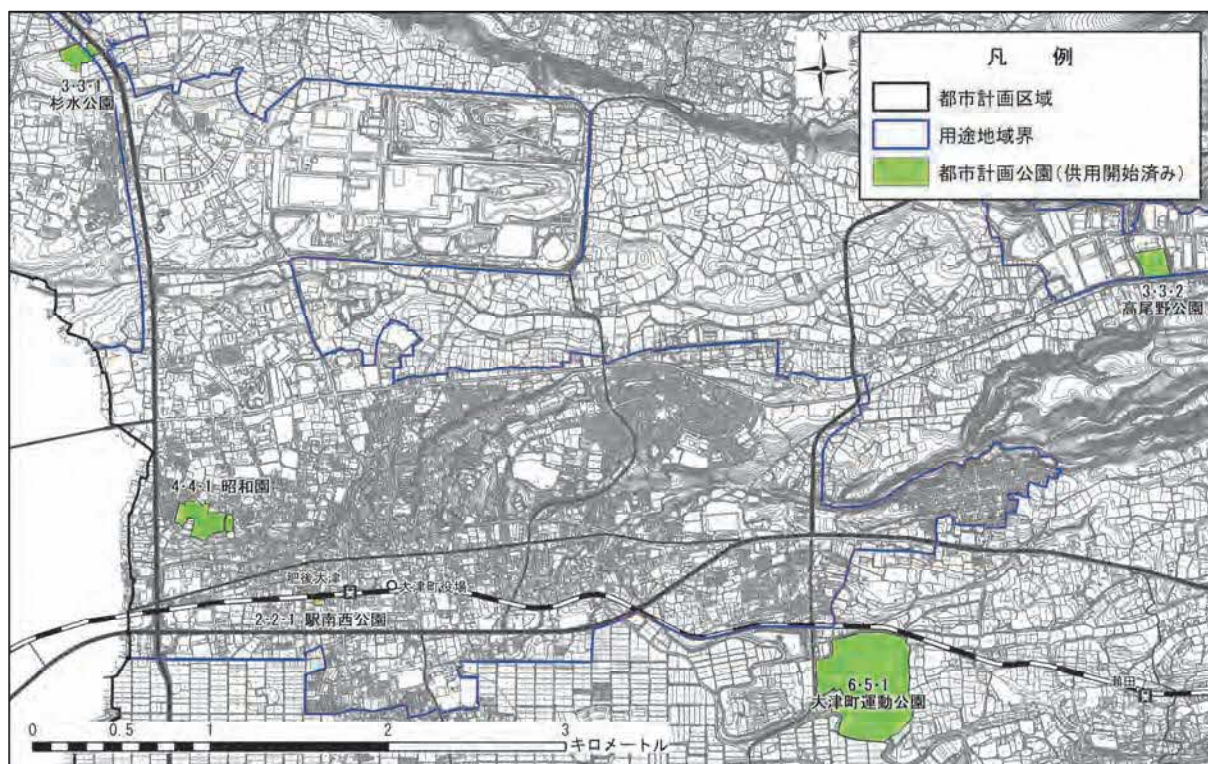 凡　例
都市計画区域
用途地域界
都市計画公園(供用開始済み)
N
3・3・1
杉水公園
3・3・2
高尾野公園
4・4・1 昭和園
肥後大津
大津町役場
2・2・1 駅南西公園
6・5・1
大津町運動公園
瀬田
0 0.5 1 2 3
キロメートル